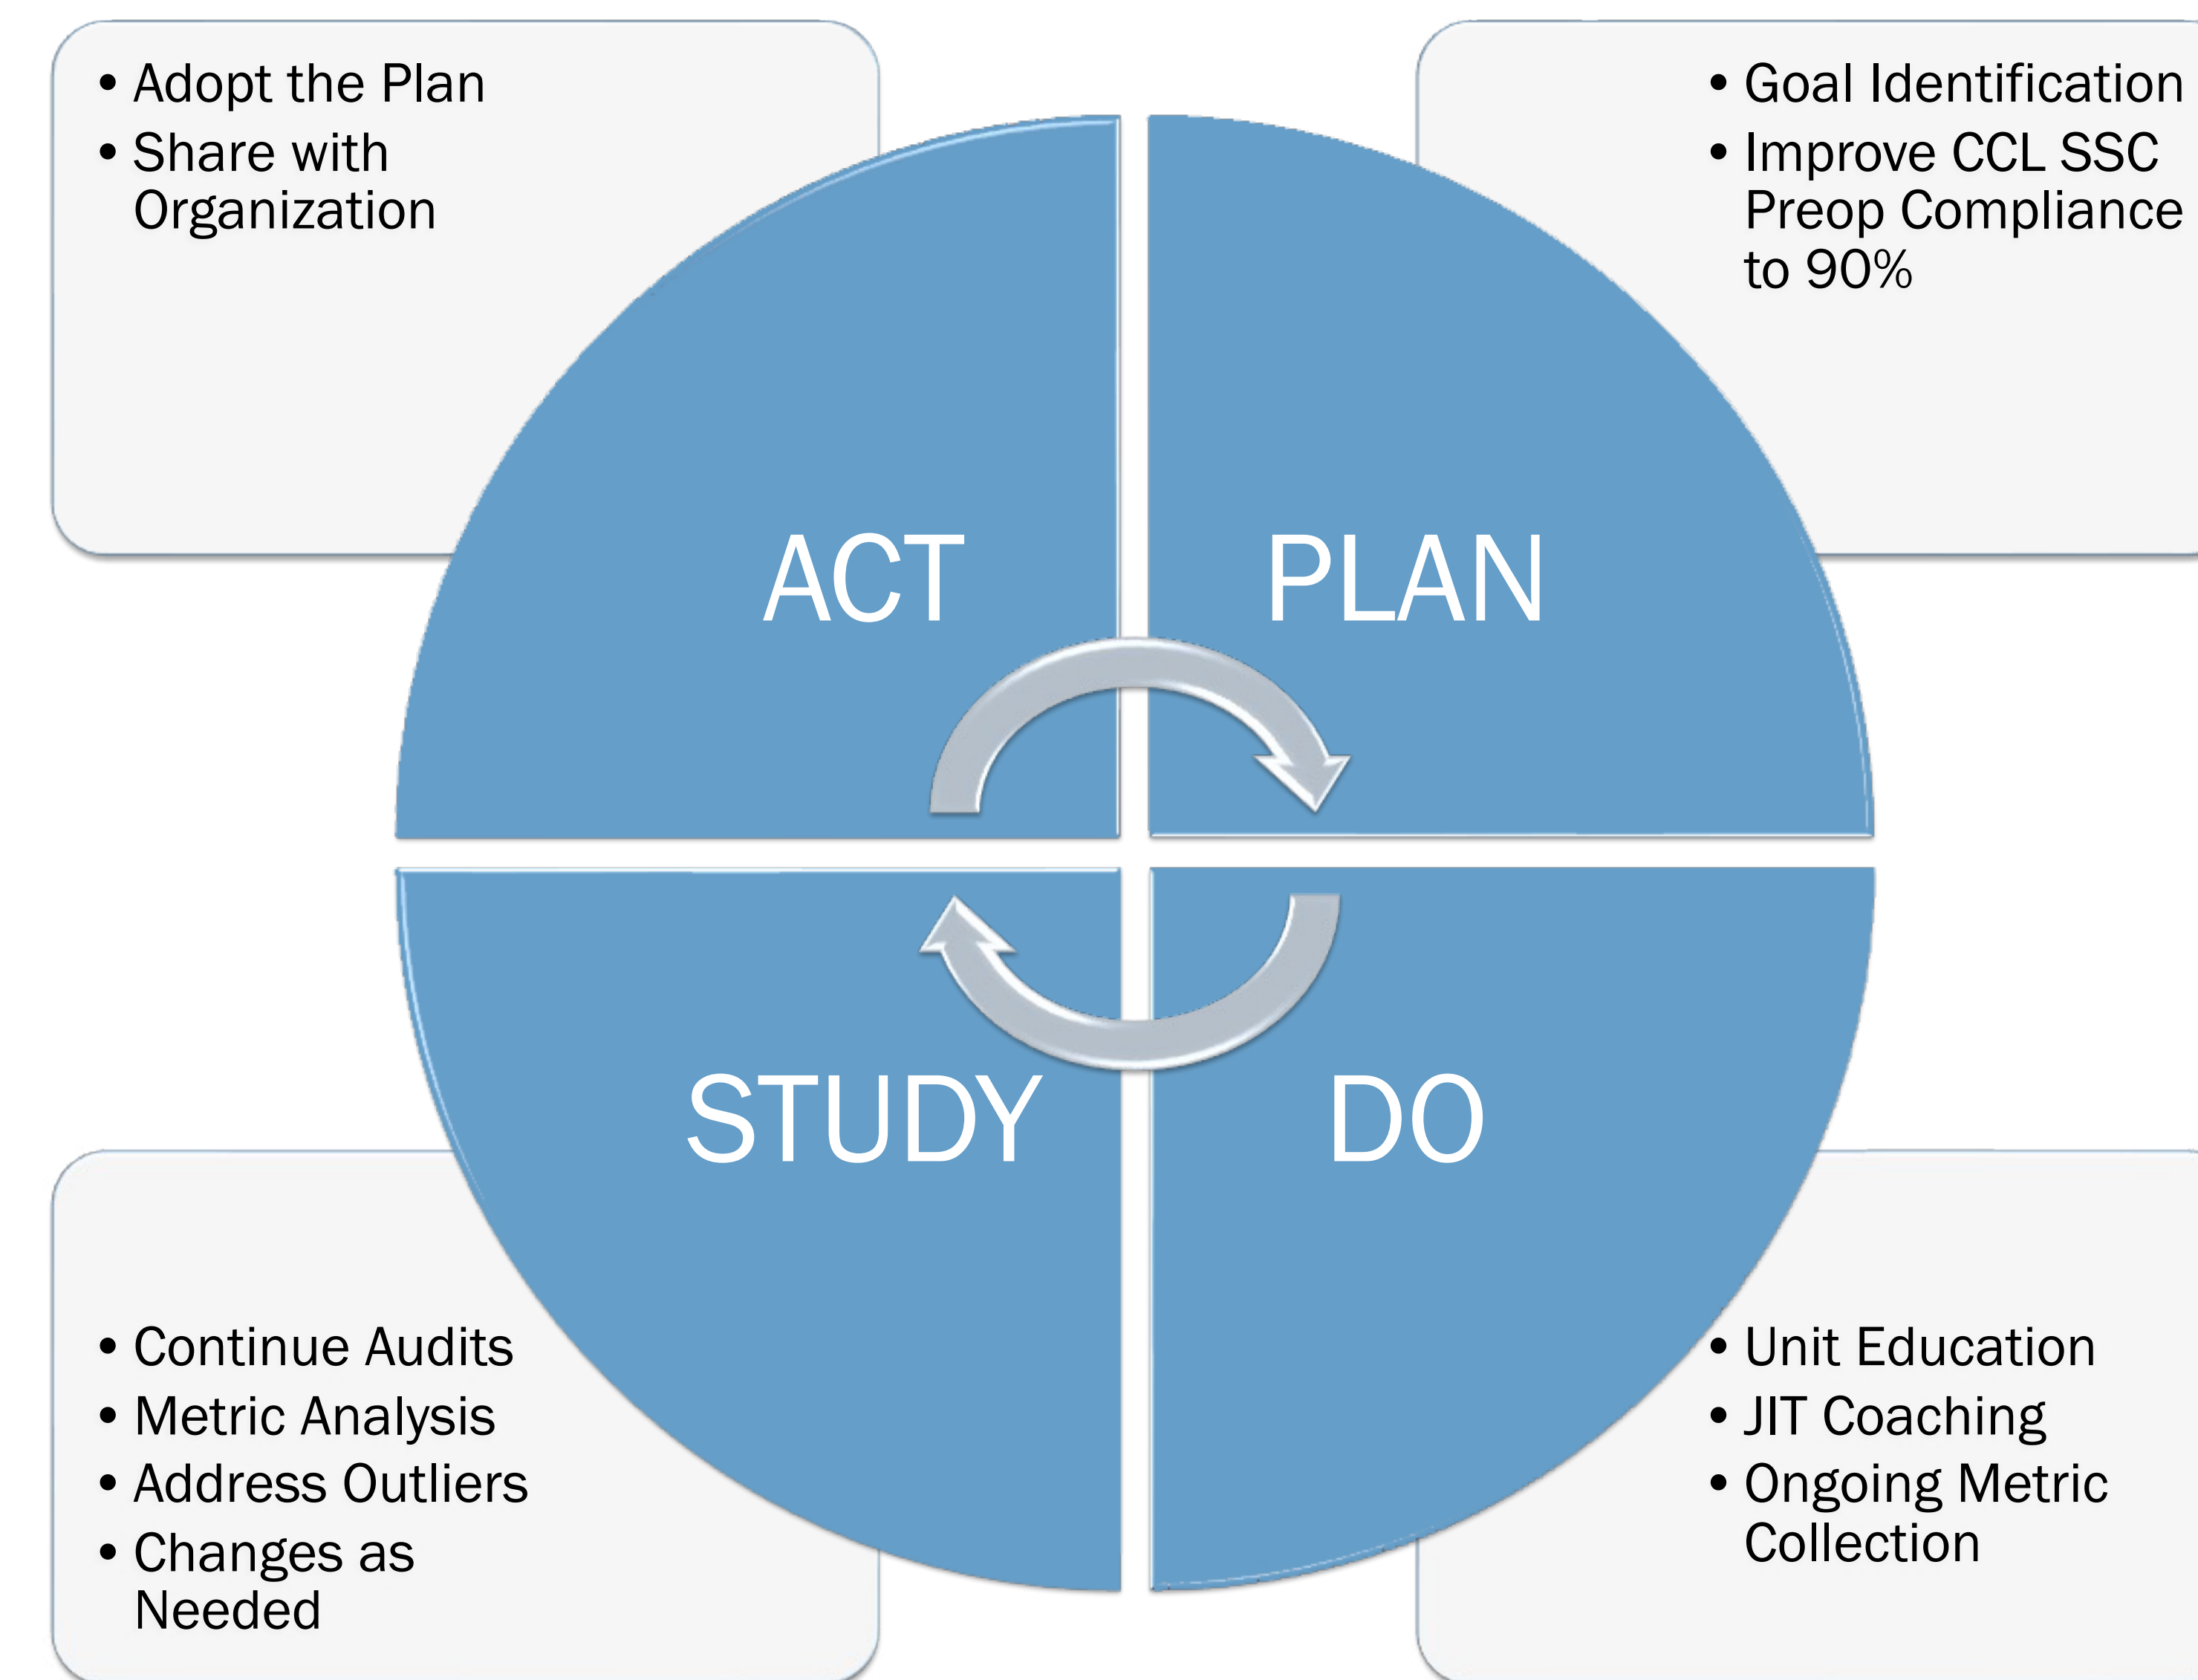 • Adopt the Plan
• Share with
Organization
• Goal Identification
• Improve CCL SSC
Preop Compliance
to 90%
ACT
PLAN
STUDY
DO
• Continue Audits
• Metric Analysis
• Address Outliers
• Changes as
Needed
• Unit Education
• JIT Coaching
• Ongoing Metric
Collection